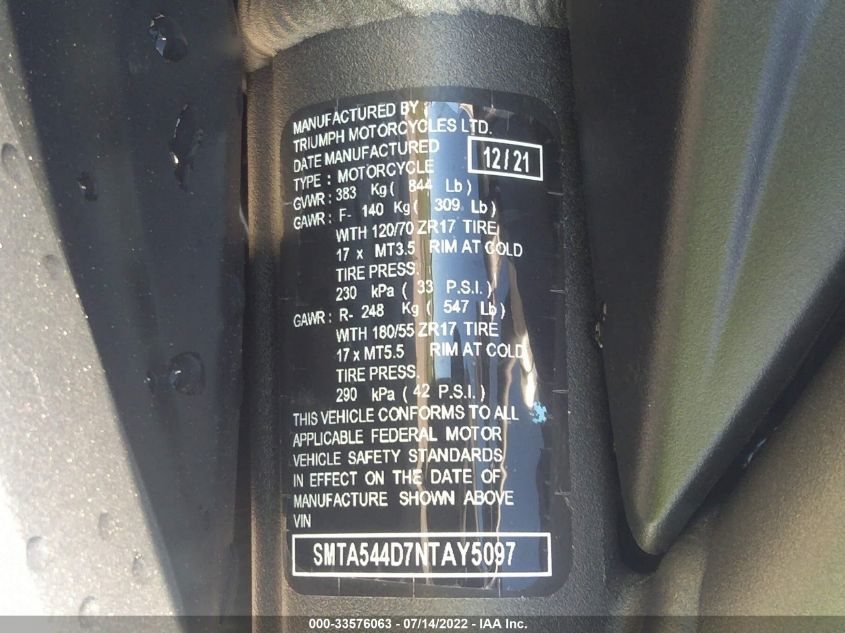 MANUFACTURED BY :
TRIUMPH MOTORCYCLES LTD.
DATE MANUFACTURED 12/21
TYPE : MOTORCYCLE
GVWR: 383 Kg ( 844 Lb)
GAWR: F- 140 Kg ( 309 Lb)
WITH 120/70 ZR17 TIRE
17 x MT3.5 RIM AT COLD
TIRE PRESS.
230 kPa ( 33 P.S.I.)
GAWR: R- 248 Kg ( 547 Lb)
WITH 180/55 ZR17 TIRE
17 x MT5.5 RIM AT COLD
TIRE PRESS.
290 kPa ( 42 P.S.I.)
THIS VEHICLE CONFORMS TO ALL
APPLICABLE FEDERAL MOTOR
VEHICLE SAFETY STANDARDS
IN EFFECT ON THE DATE OF
MANUFACTURE SHOWN ABOVE
VIN
SMTA544D7NTAY5097
000-33576063 / 07/14/2022 - IAA Inc.